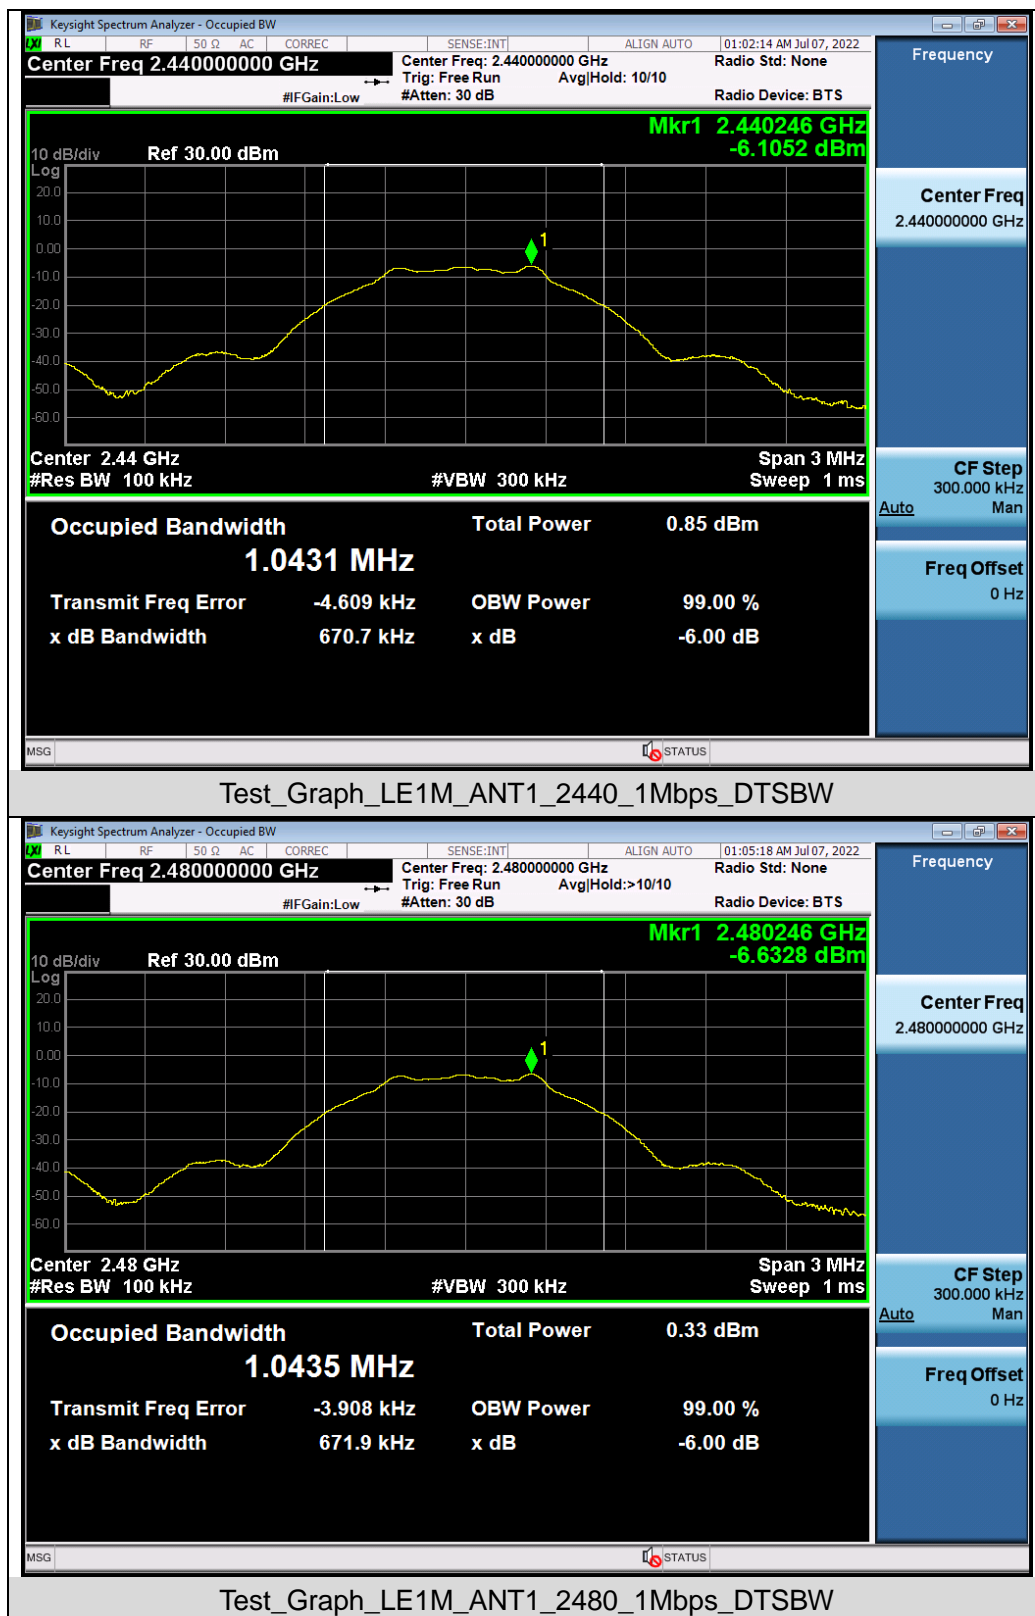 Keysight Spectrum Analyzer - Occupied BW
LXI RL RF 50 Ω AC CORREC SENSE:INT ALIGN AUTO 01:02:14 AM Jul 07, 2022
Center Freq 2.440000000 GHz
Center Freq: 2.440000000 GHz
Radio Std: None
Trig: Free Run Avg|Hold: 10/10
#IFGain:Low #Atten: 30 dB Radio Device: BTS
Frequency
Mkr1 2.440246 GHz
-6.1052 dBm
10 dB/div Ref 30.00 dBm
Log
20.0
10.0
0.00
-10.0
-20.0
-30.0
-40.0
-50.0
-60.0
1
Center Freq
2.440000000 GHz
Center 2.44 GHz Span 3 MHz
#Res BW 100 kHz #VBW 300 kHz Sweep 1 ms
CF Step
300.000 kHz
Auto Man
Freq Offset
0 Hz
Occupied Bandwidth Total Power 0.85 dBm
1.0431 MHz
Transmit Freq Error -4.609 kHz OBW Power 99.00 %
x dB Bandwidth 670.7 kHz x dB -6.00 dB
MSG STATUS
Test_Graph_LE1M_ANT1_2440_1Mbps_DTSBW
Keysight Spectrum Analyzer - Occupied BW
LXI RL RF 50 Ω AC CORREC SENSE:INT ALIGN AUTO 01:05:18 AM Jul 07, 2022
Center Freq 2.480000000 GHz
Center Freq: 2.480000000 GHz
Radio Std: None
Trig: Free Run Avg|Hold:>10/10
#IFGain:Low #Atten: 30 dB Radio Device: BTS
Frequency
Mkr1 2.480246 GHz
-6.6328 dBm
10 dB/div Ref 30.00 dBm
Log
20.0
10.0
0.00
-10.0
-20.0
-30.0
-40.0
-50.0
-60.0
1
Center Freq
2.480000000 GHz
Center 2.48 GHz Span 3 MHz
#Res BW 100 kHz #VBW 300 kHz Sweep 1 ms
CF Step
300.000 kHz
Auto Man
Freq Offset
0 Hz
Occupied Bandwidth Total Power 0.33 dBm
1.0435 MHz
Transmit Freq Error -3.908 kHz OBW Power 99.00 %
x dB Bandwidth 671.9 kHz x dB -6.00 dB
MSG STATUS
Test_Graph_LE1M_ANT1_2480_1Mbps_DTSBW